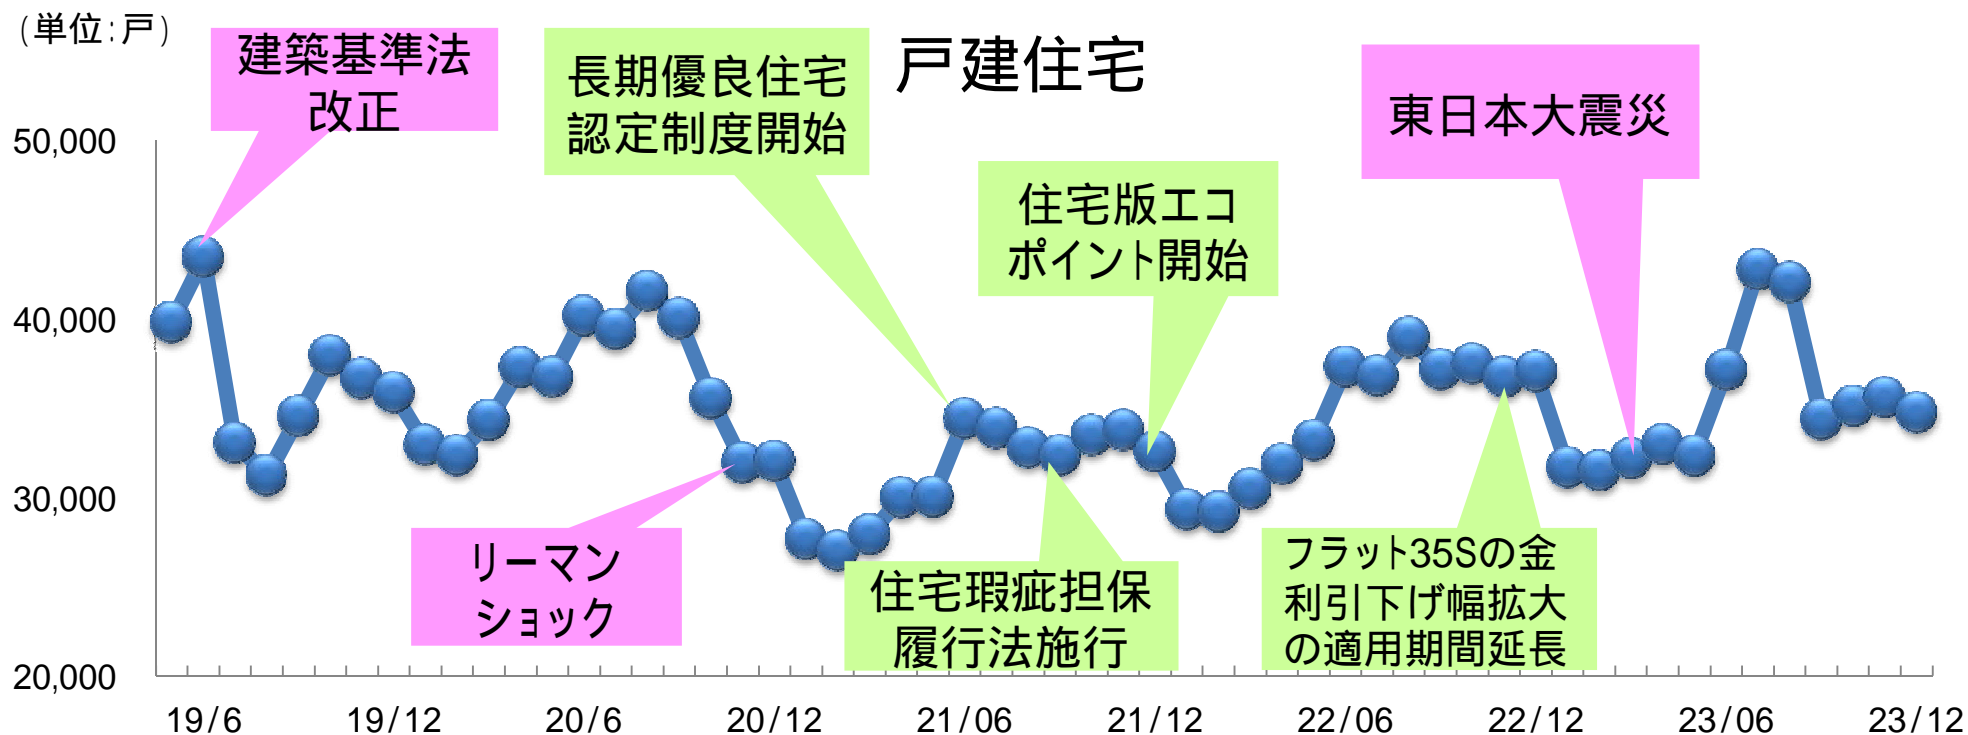 (単位:戸)
戸建住宅
建築基準法
改正
長期優良住宅
認定制度開始
東日本大震災
住宅版エコ
ポイント開始
リーマン
ショック
住宅瑕疵担保
履行法施行
フラット35Sの金
利引下げ幅拡大
の適用期間延長
50,000
40,000
30,000
20,000
19/6 19/12 20/6 20/12 21/06 21/12 22/06 22/12 23/06 23/12